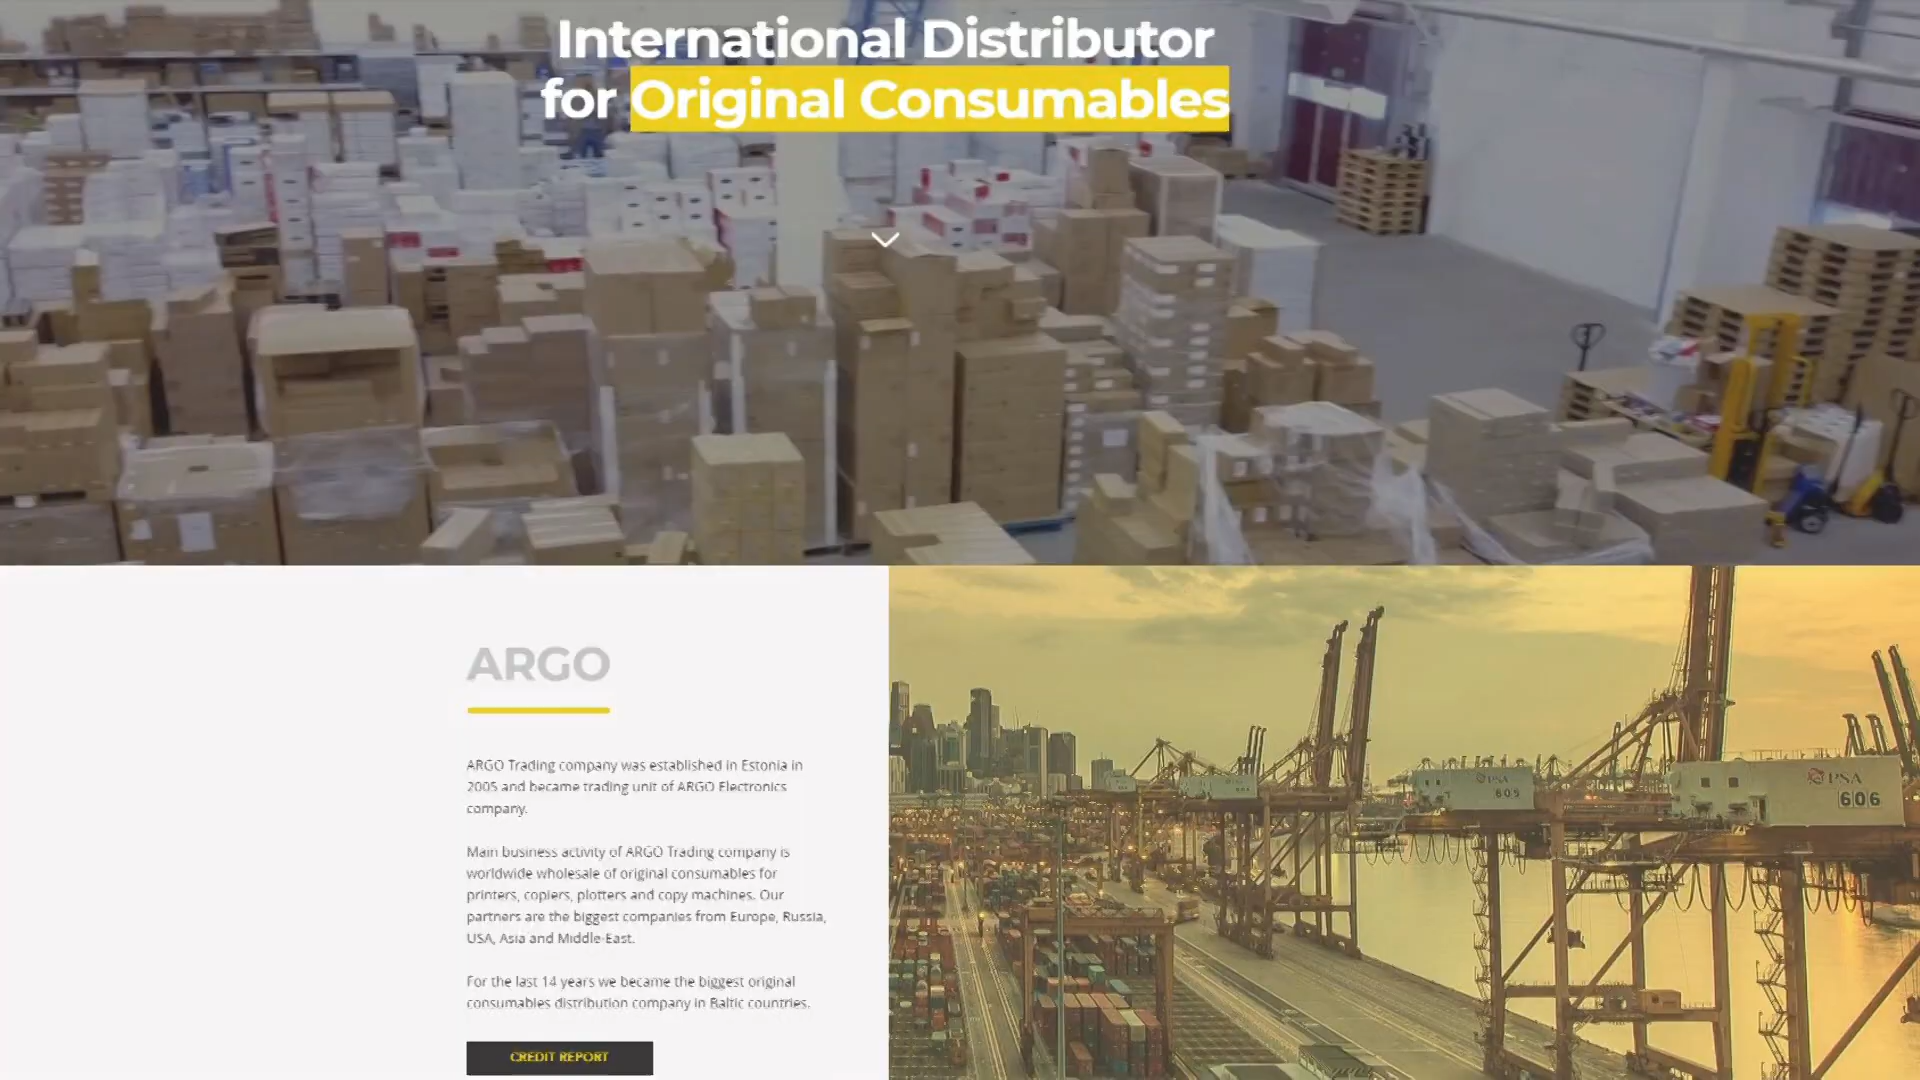 International Distributor
for Original Consumables
ARGO
ARGO Trading company was established in Estonia in
2005 and became trading unit of ARGO Electronics
company.
Main business activity of ARGO Trading company is
worldwide wholesale of original consumables for
printers, copiers, plotters and copy machines. Our
partners are the biggest companies from Europe, Russia,
USA, Asia and Middle-East.
For the last 14 years we became the biggest original
consumables distribution company in Baltic countries.
CREDIT REPORT
PSA
605
PSA
606